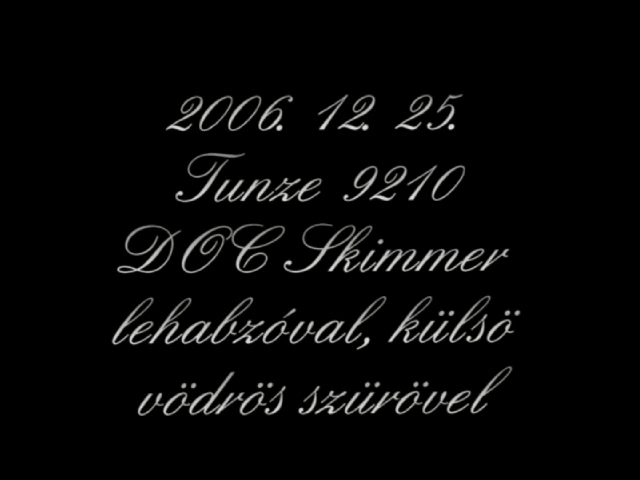 2006. 12. 25.
Tunze 9210
DOC Skimmer
lehabzóval, külsö
vödrös szürövel